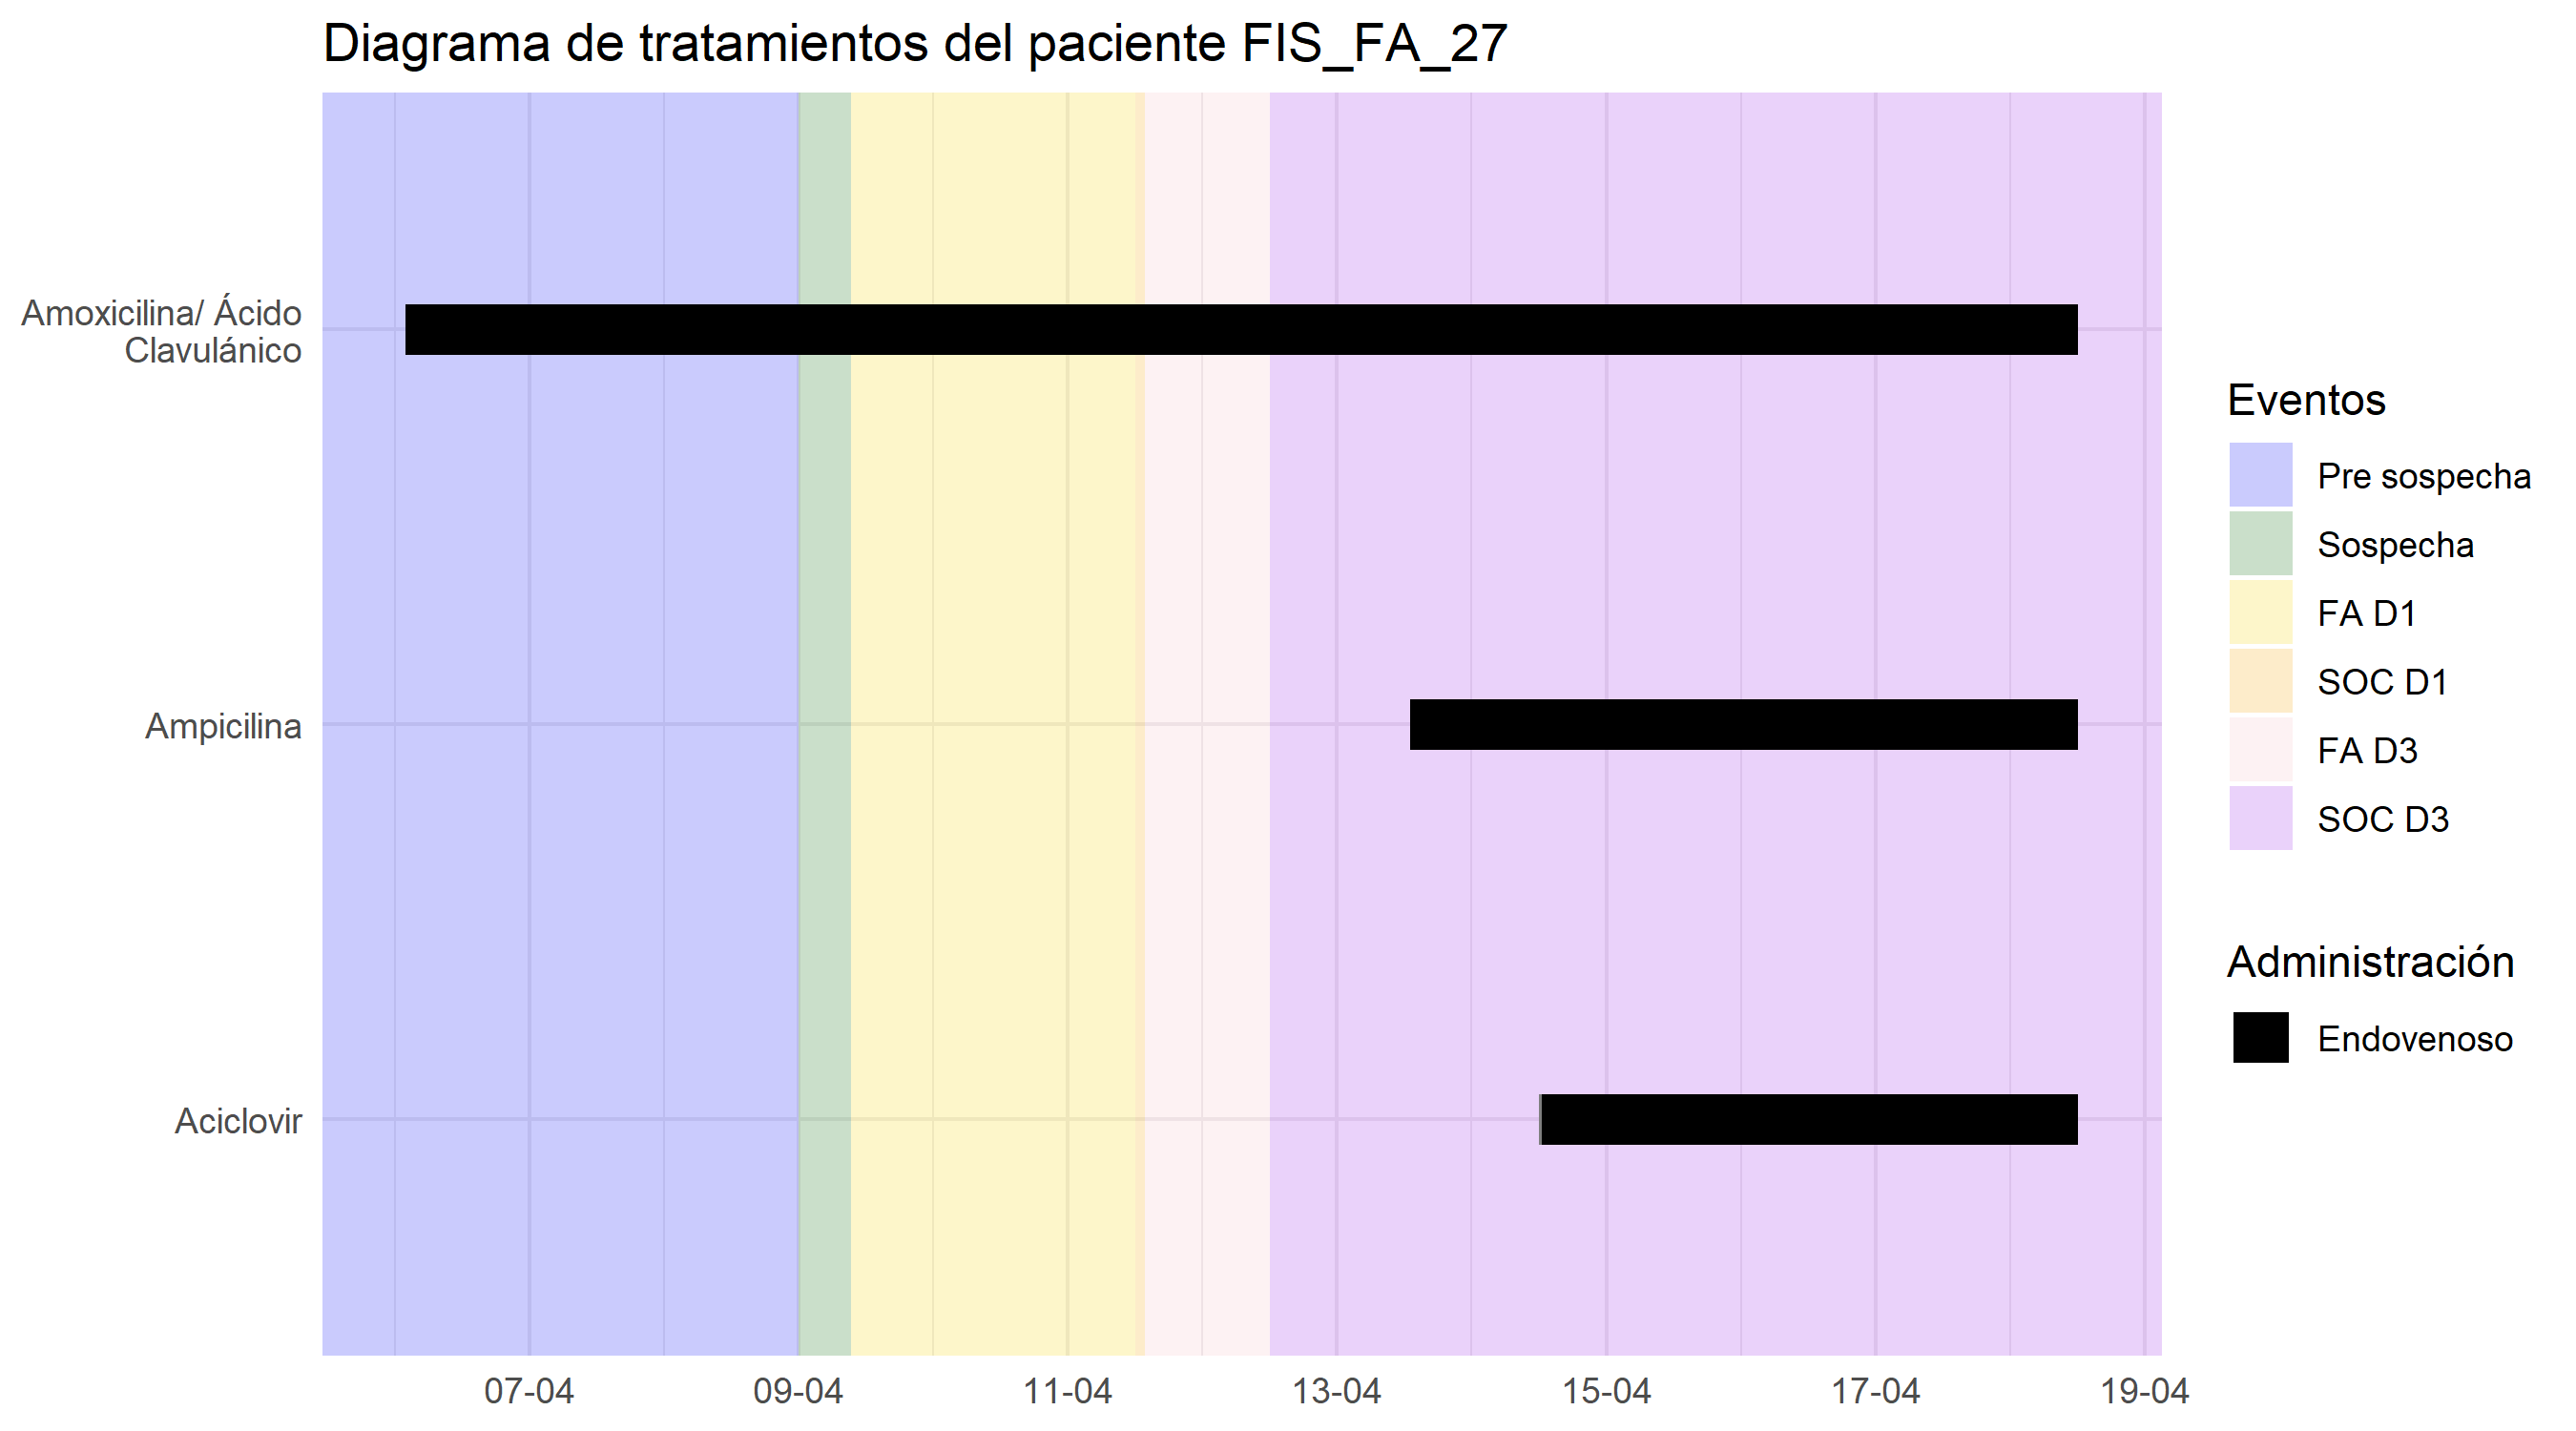 Diagrama de tratamientos del paciente FIS_FA_27
Amoxicilina/ Ácido
Clavulánico
Ampicilina
Aciclovir
07-04
09-04
11-04
13-04
15-04
17-04
19-04
Eventos
Pre sospecha
Sospecha
FA D1
SOC D1
FA D3
SOC D3
Administración
Endovenoso